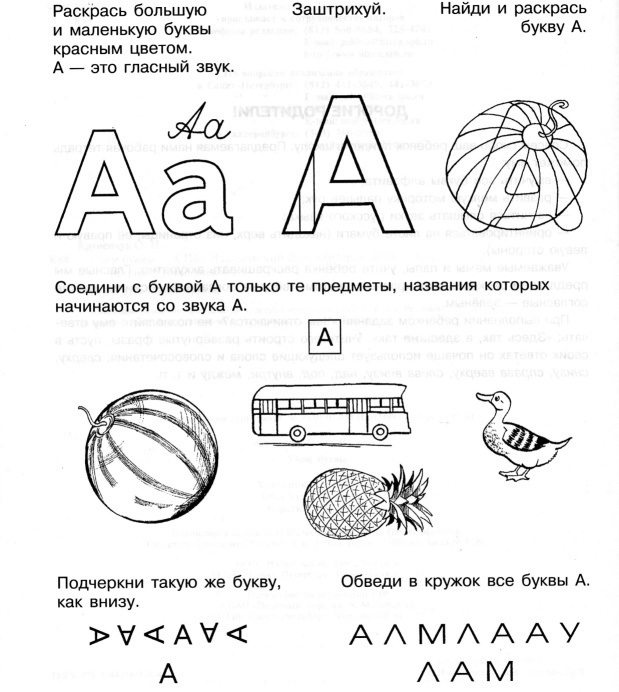 Раскрась большую
и маленькую буквы
красным цветом.
А — это гласный звук.
Заштрихуй.
Найди и раскрась
букву А.
Аа
Аа
А
А
Соедини с буквой А только те предметы, названия которых
начинаются со звука А.
А
Подчеркни такую же букву,
как внизу.
А А А А А А
А
Обведи в кружок все буквы А.
А Л М Л А А У
Л А М